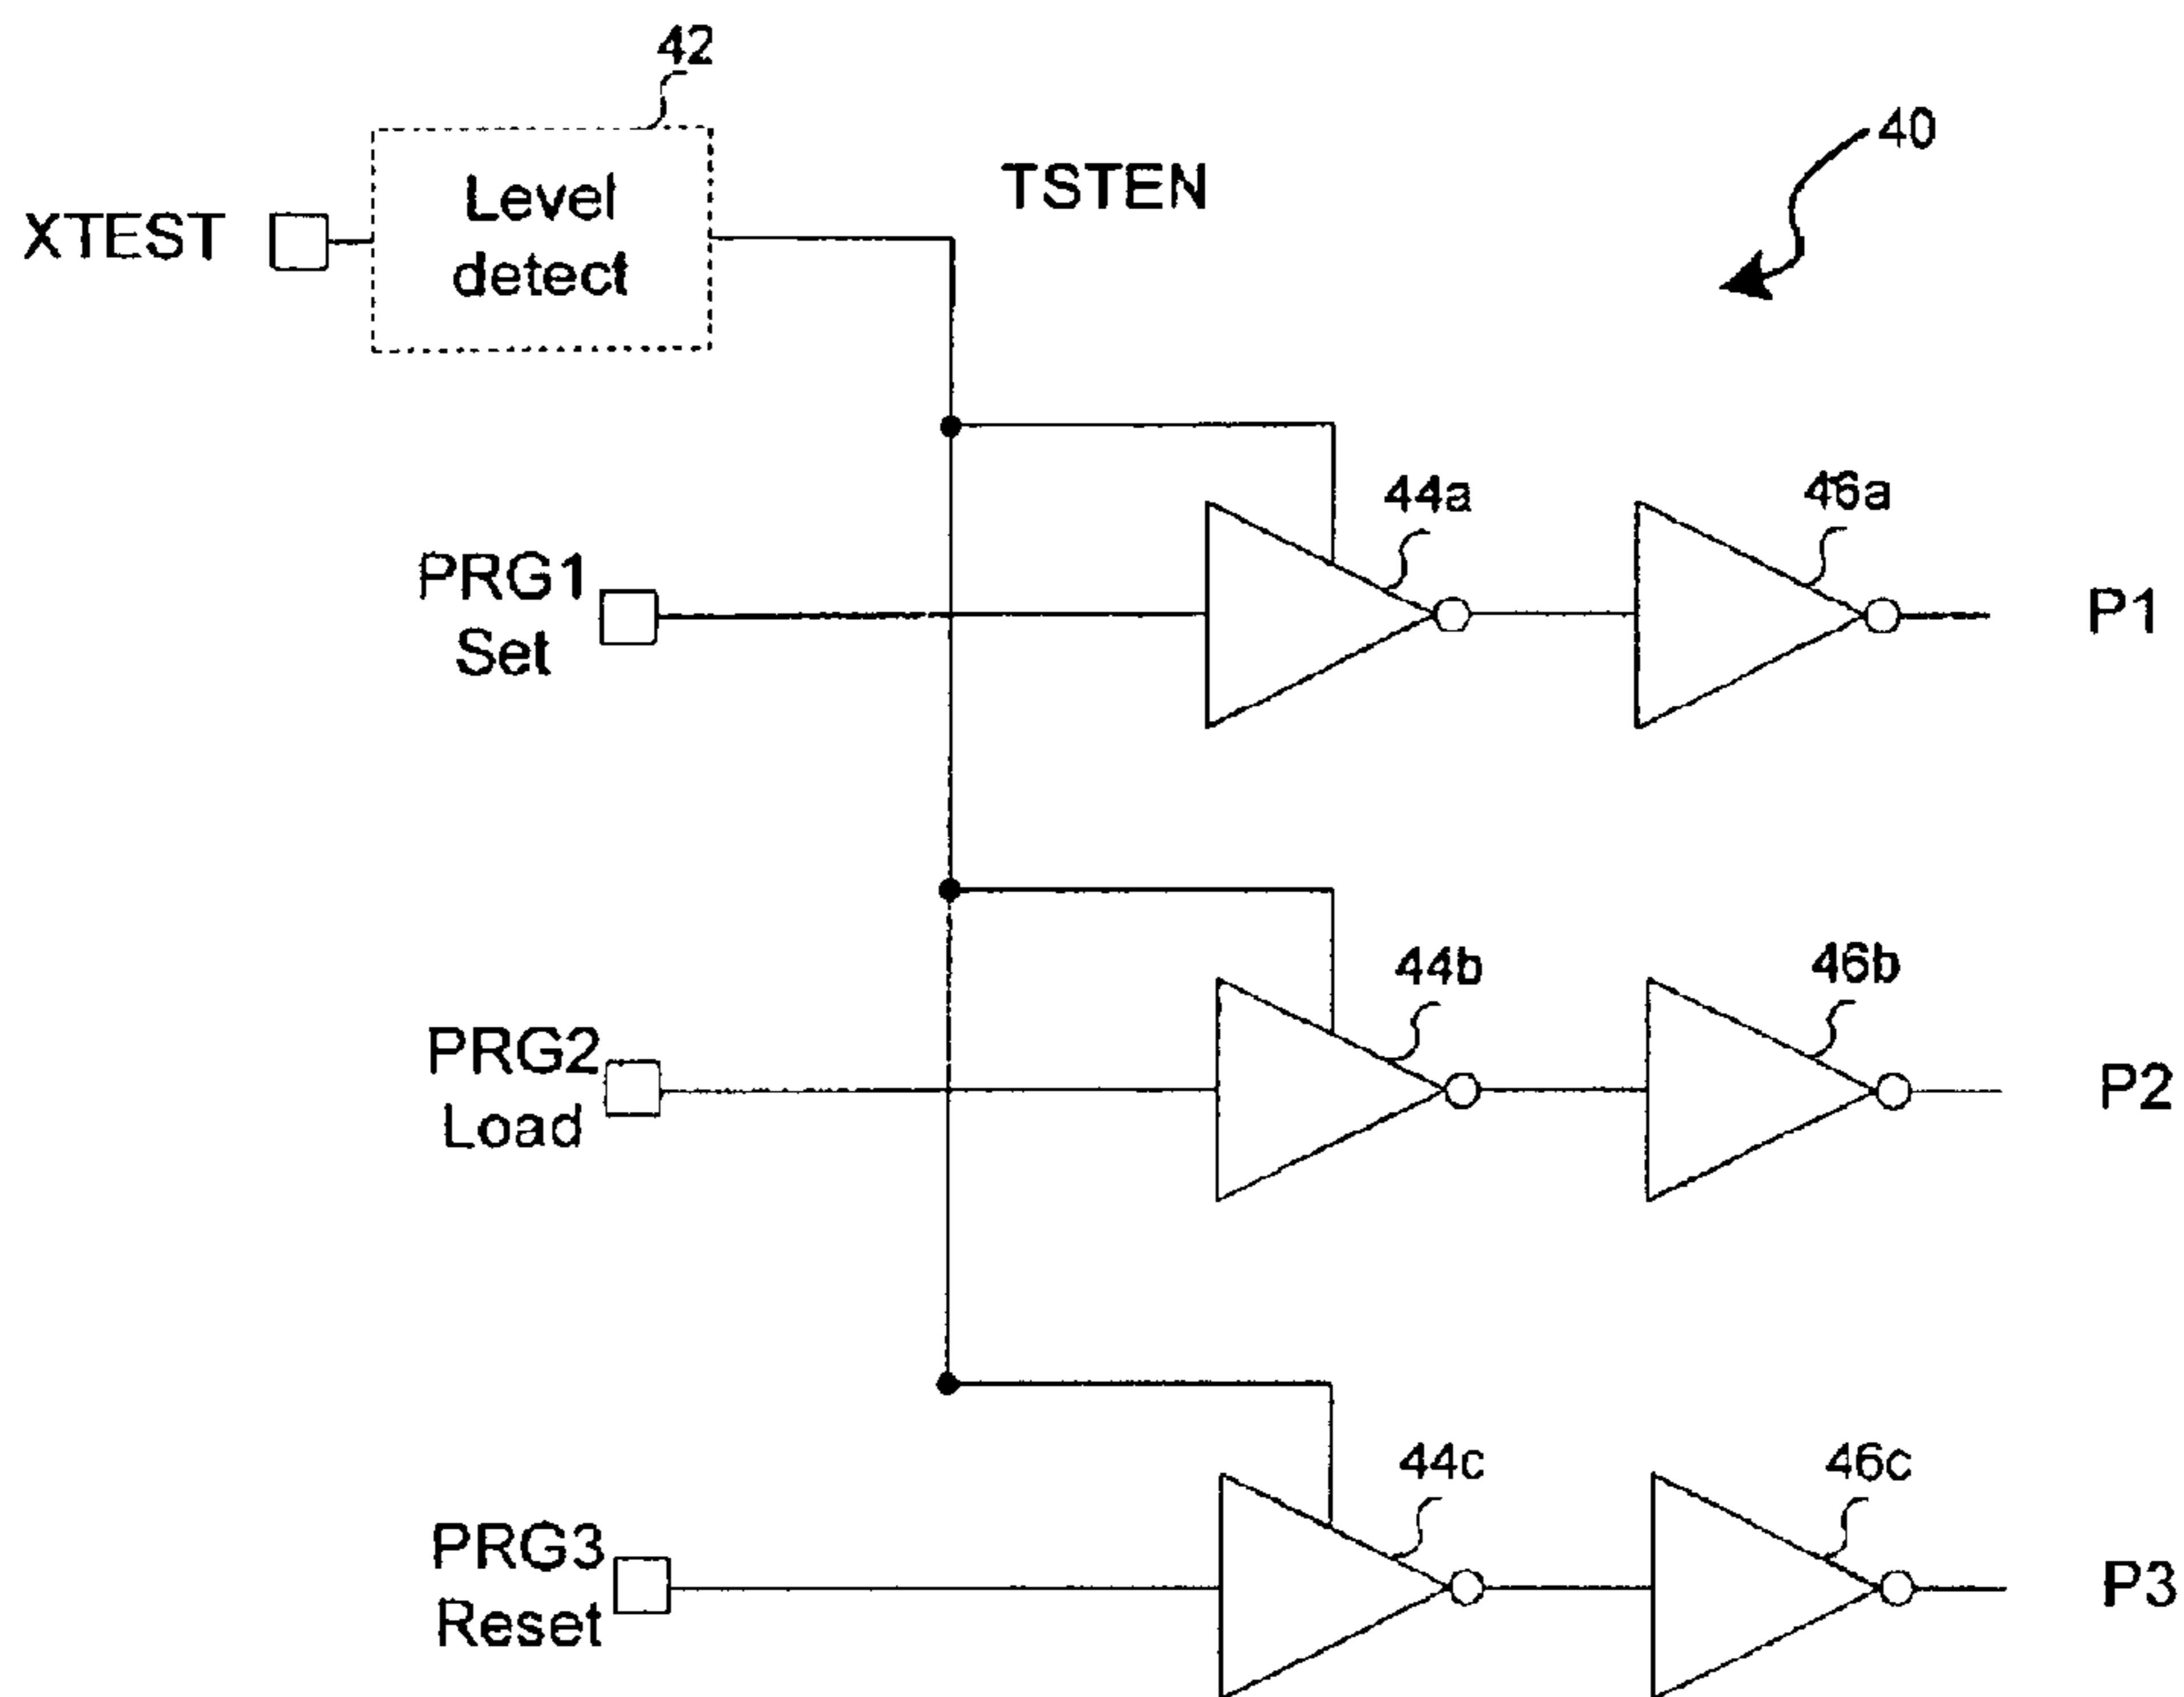 42
40
XTEST
Level
detect
TSTEN
44a
46a
PRG1
Set
P1
44b
46b
PRG2
Load
P2
44c
46c
PRG3
Reset
P3